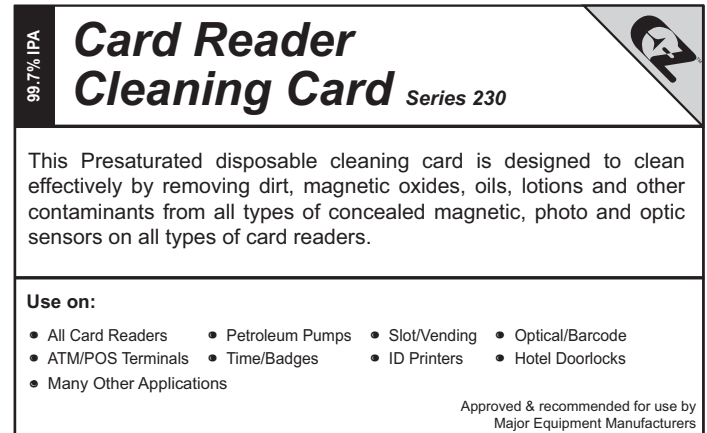 99.7% IPA
Card Reader
Cleaning Card Series 230
This Presaturated disposable cleaning card is designed to clean
effectively by removing dirt, magnetic oxides, oils, lotions and other
contaminants from all types of concealed magnetic, photo and optic
sensors on all types of card readers.
Use on:
• All Card Readers • Petroleum Pumps • Slot/Vending • Optical/Barcode
• ATM/POS Terminals • Time/Badges • ID Printers • Hotel Doorlocks
• Many Other Applications
Approved & recommended for use by
Major Equipment Manufacturers